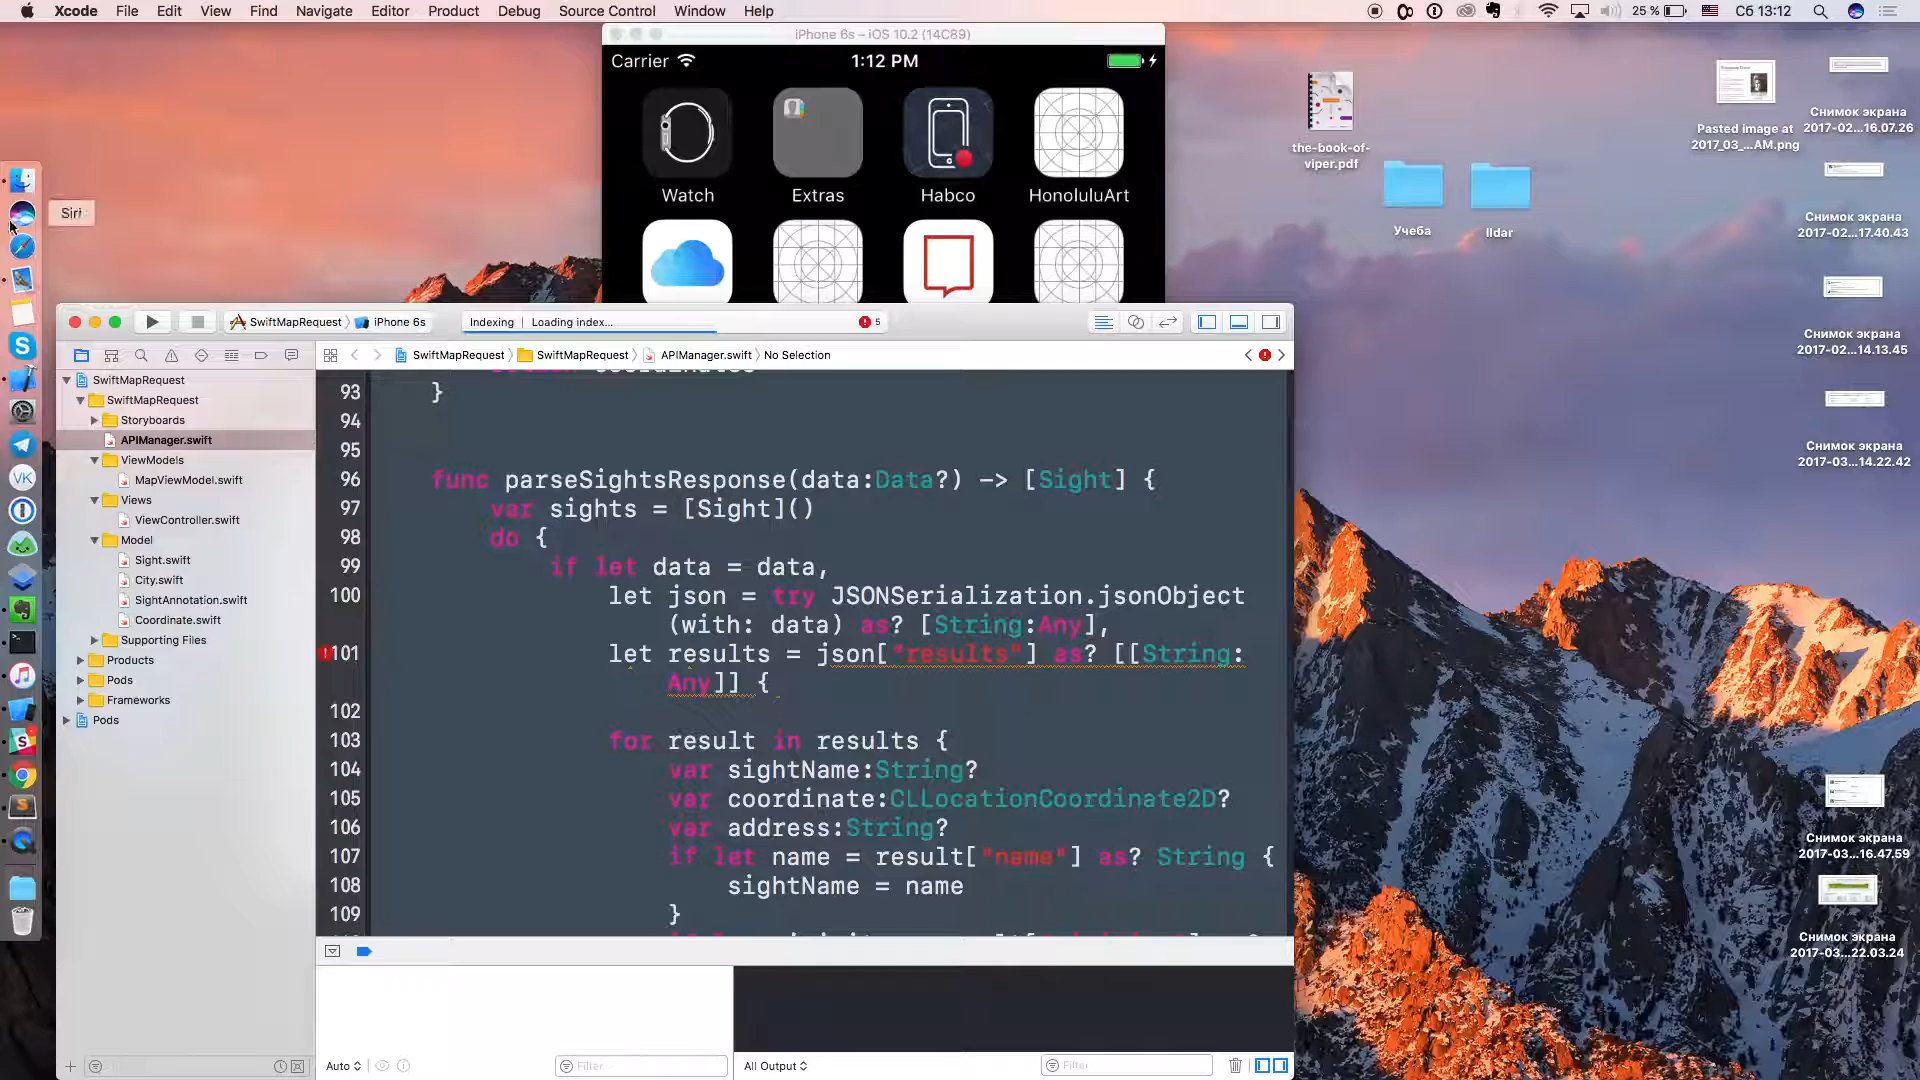 Xcode File Edit View Find Navigate Editor Product Debug Source Control Window Help
25 % Сб 13:12
iPhone 6s – iOS 10.2 (14C89)
Carrier 1:12 PM
Watch Extras Habco HonoluluArt
Siri
the-book-of-
viper.pdf
Учеба
Ildar
Pasted image at
2017_03_...AM.png
Снимок экрана
2017-02...16.07.26
Снимок экрана
2017-02...17.40.43
Снимок экрана
2017-03...14.13.45
Снимок экрана
2017-03...14.22.42
Снимок экрана
2017-03...16.47.59
Снимок экрана
2017-03...22.03.24
SwiftMapRequest iPhone 6s
Indexing | Loading index...
5
SwiftMapRequest SwiftMapRequest APIManager.swift No Selection
SwiftMapRequest
SwiftMapRequest
Storyboards
APIManager.swift
ViewModels
MapViewModel.swift
Views
ViewController.swift
Model
Sight.swift
City.swift
SightAnnotation.swift
Coordinate.swift
Supporting Files
Products
Pods
Frameworks
Pods
93 }
94
95
96 func parseSightsResponse(data:Data?) -> [Sight] {
97 var sights = [Sight]()
98 do {
99 if let data = data,
100 let json = try JSONSerialization.jsonObject
(with: data) as? [String:Any],
101 let results = json["results"] as? [[String:
Any]] {
102
103 for result in results {
104 var sightName:String?
105 var coordinate:CLLocationCoordinate2D?
106 var address:String?
107 if let name = result["name"] as? String {
108 sightName = name
109 }
Auto
Filter
All Output
Filter